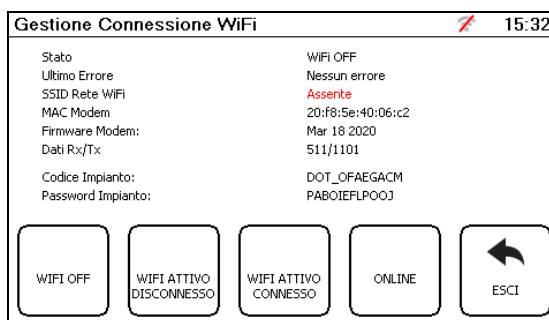 Gestione Connessione WiFi 15:32
Stato WiFi OFF
Ultimo Errore Nessun errore
SSID Rete WiFi Assente
MAC Modem 20:f8:5e:40:06:c2
Firmware Modem: Mar 18 2020
Dati Rx/Tx 511/1101
Codice Impianto: DOT_OFAEGACM
Password Impianto: PABOIEFLPOOJ
WIFI OFF
WIFI ATTIVO
DISCONNESSO
WIFI ATTIVO
CONNESSO
ONLINE
ESCI